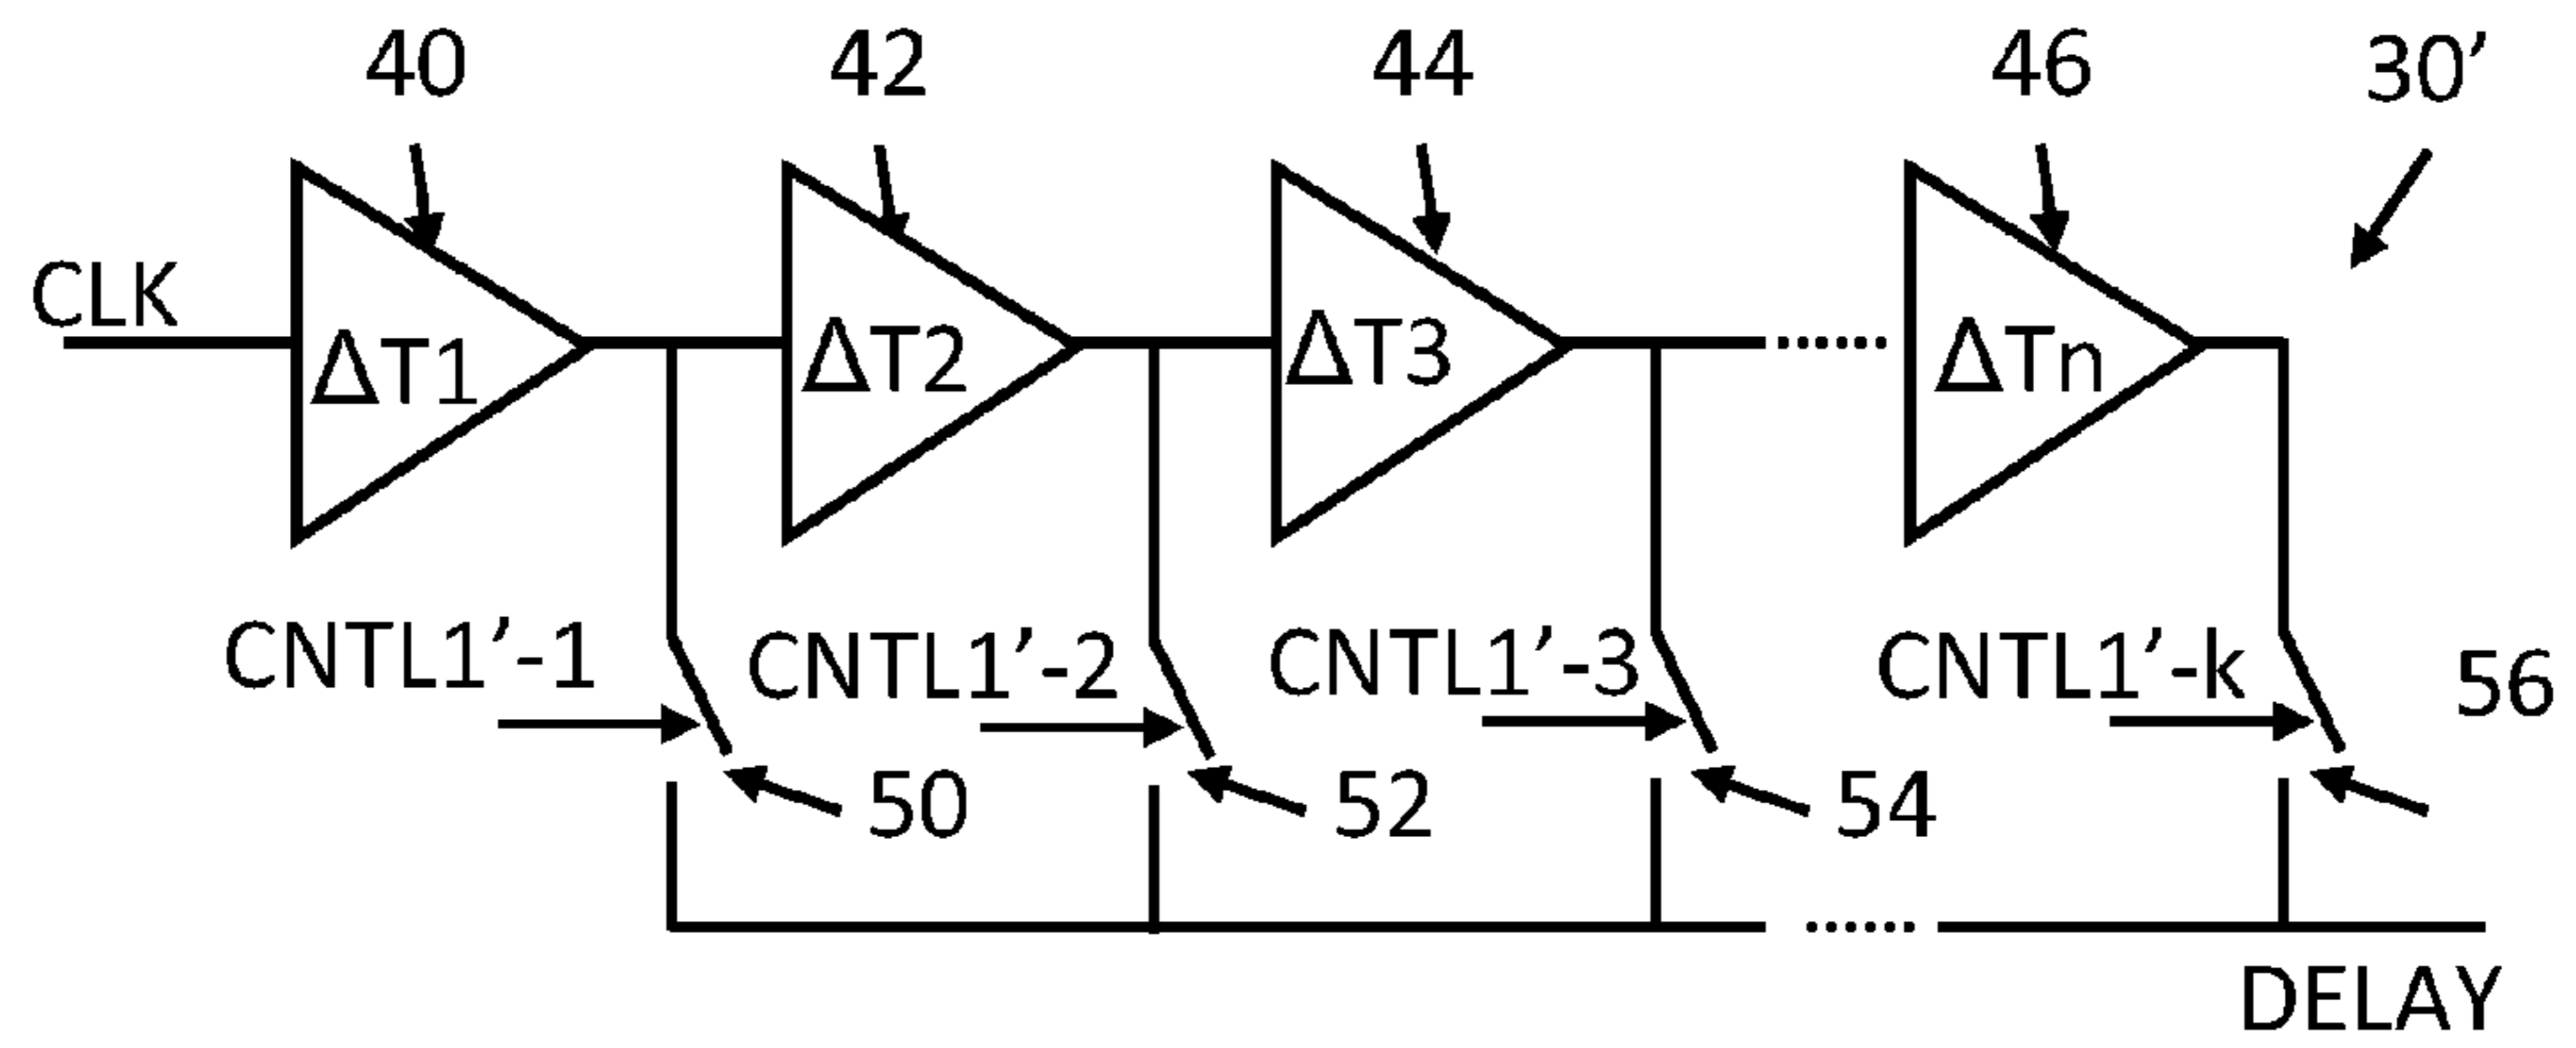 40 42 44 46 30’
CLK
ΔT1 ΔT2 ΔT3 ΔTn
CNTL1’-1 CNTL1’-2 CNTL1’-3 CNTL1’-k 56
50 52 54
DELAY